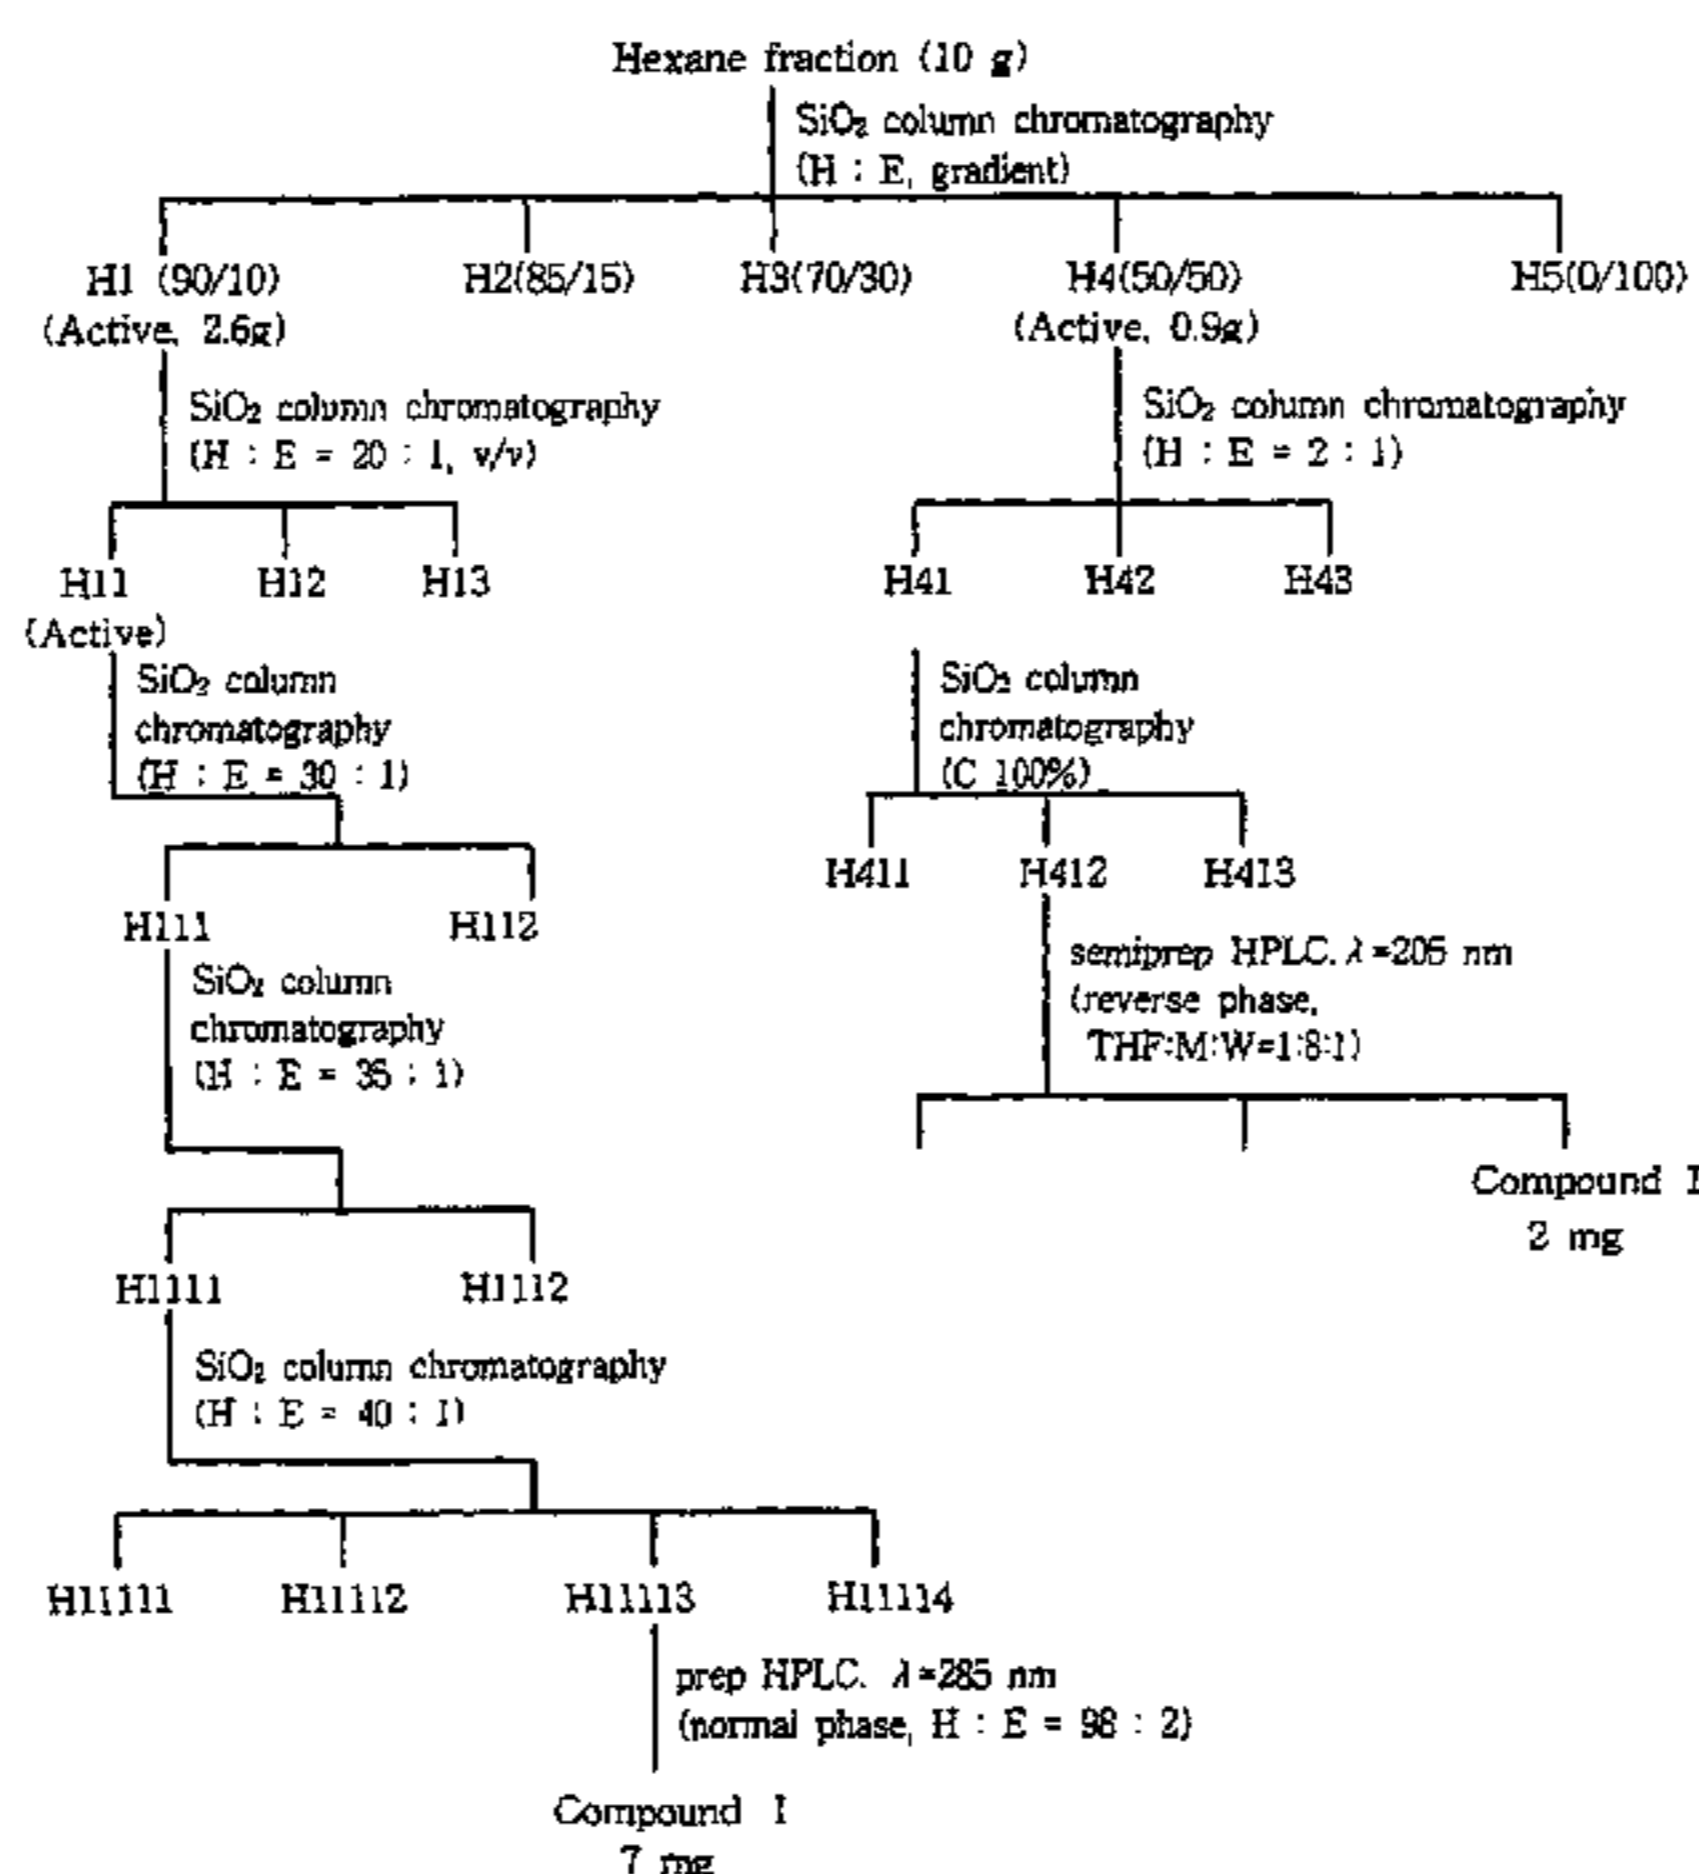 Hexane fraction (10 g)
SiO₂ column chromatography
(H : E, gradient)
H1 (90/10)
H2(85/15)
H3(70/30)
H4(50/50)
H5(0/100)
(Active, 2.6g)
(Active, 0.9g)
SiO₂ column chromatography
(H : E = 20 : 1, v/v)
SiO₂ column chromatography
(H : E = 2 : 1)
H11
H12
H13
H41
H42
H43
(Active)
SiO₂ column
chromatography
(H : E = 30 : 1)
SiO₂ column
chromatography
(C 100%)
H411
H412
H413
H111
H112
semiprep HPLC. λ=205 nm
(reverse phase,
THF:M:W=1:8:1)
SiO₂ column
chromatography
(H : E = 35 : 1)
Compound
2 mg
H1111
H1112
SiO₂ column chromatography
(H : E = 40 : 1)
H11111
H11112
H11113
H11114
prep HPLC. λ=285 nm
(normal phase, H : E = 98 : 2)
Compound I
7 mg